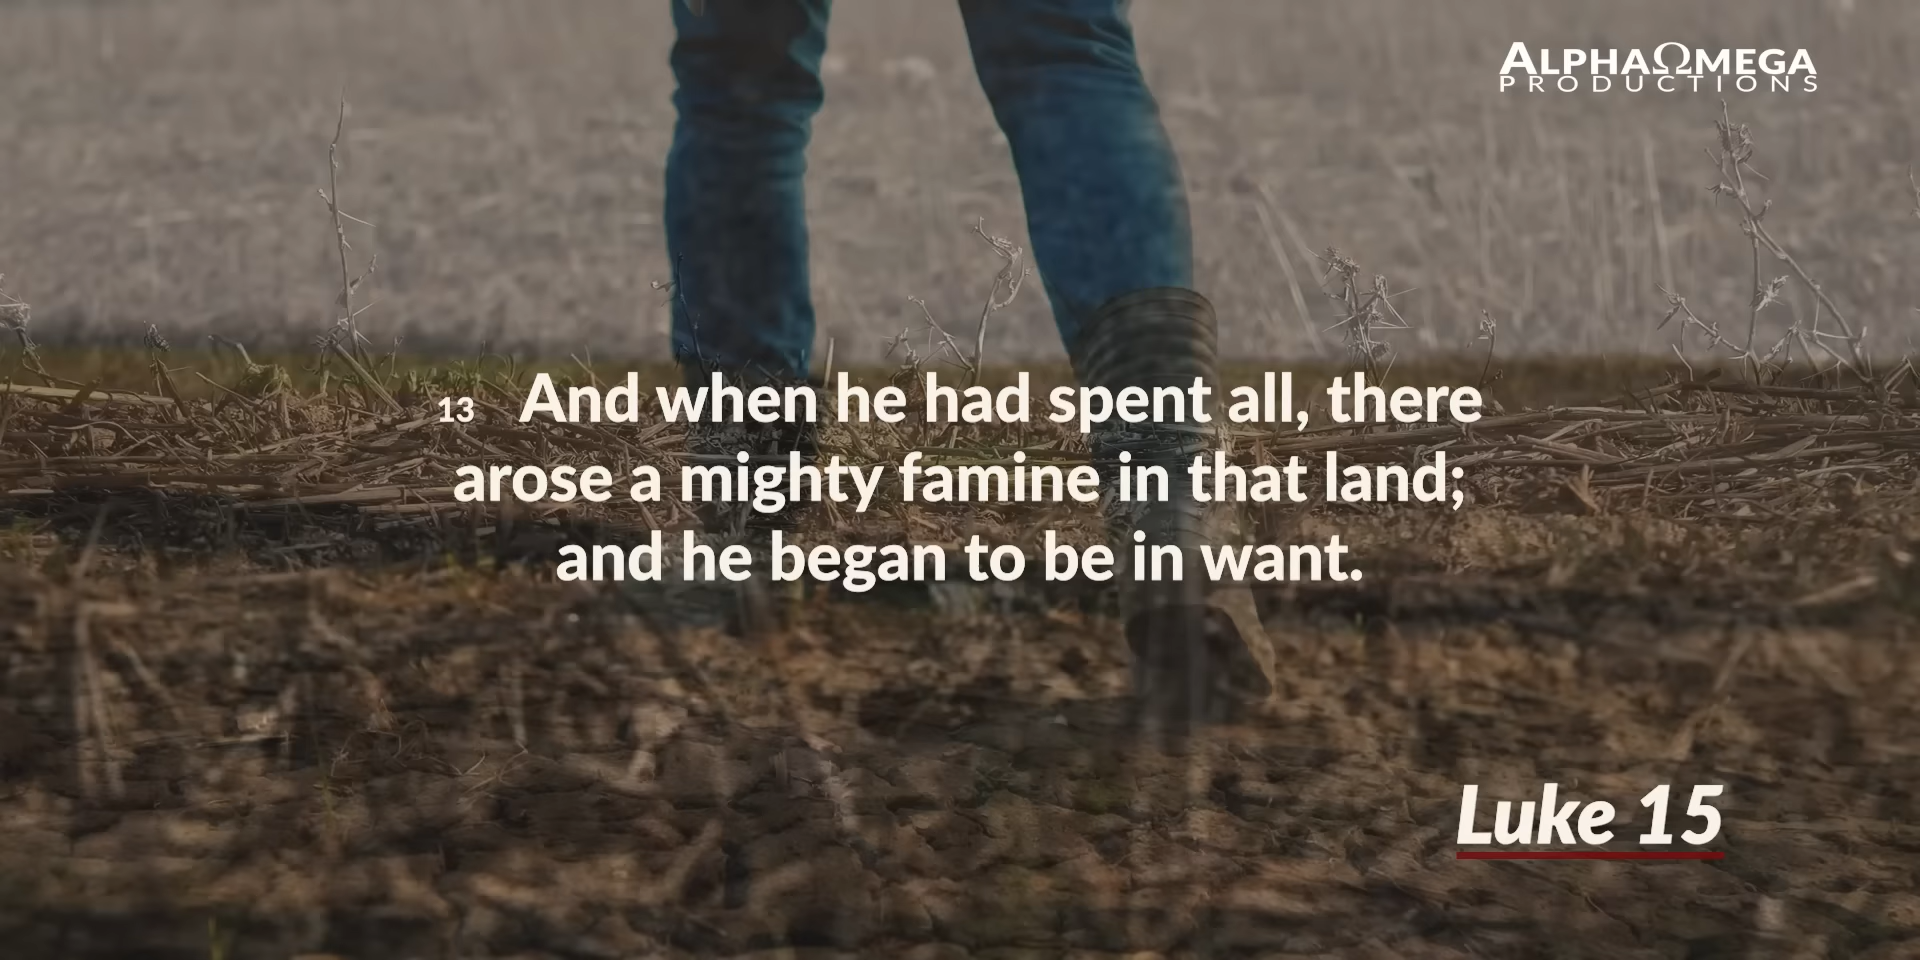 ALPHAΩMEGA
PRODUCTIONS
13 And when he had spent all, there
arose a mighty famine in that land;
and he began to be in want.
Luke 15